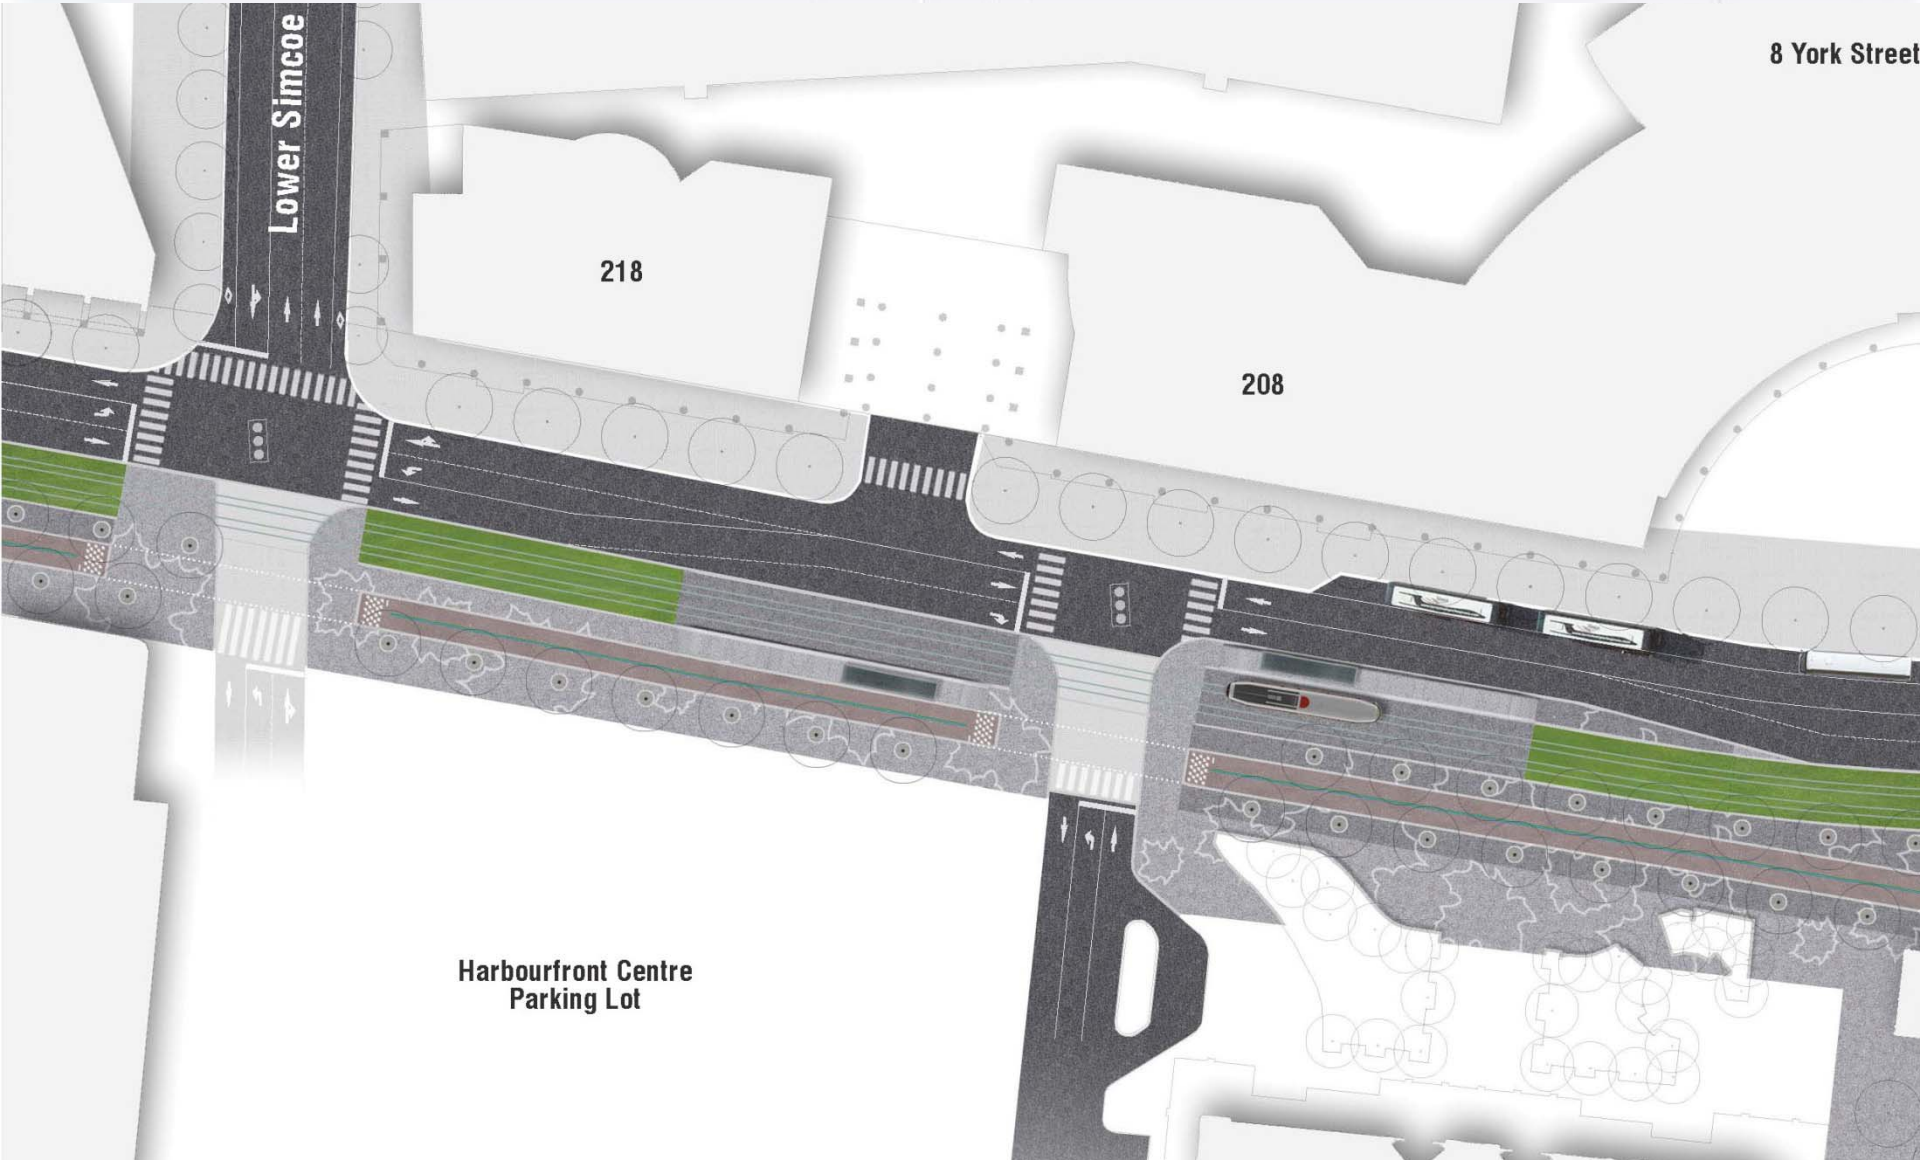 Lower Simcoe
8 York Street
218
208
Harbourfront Centre
Parking Lot